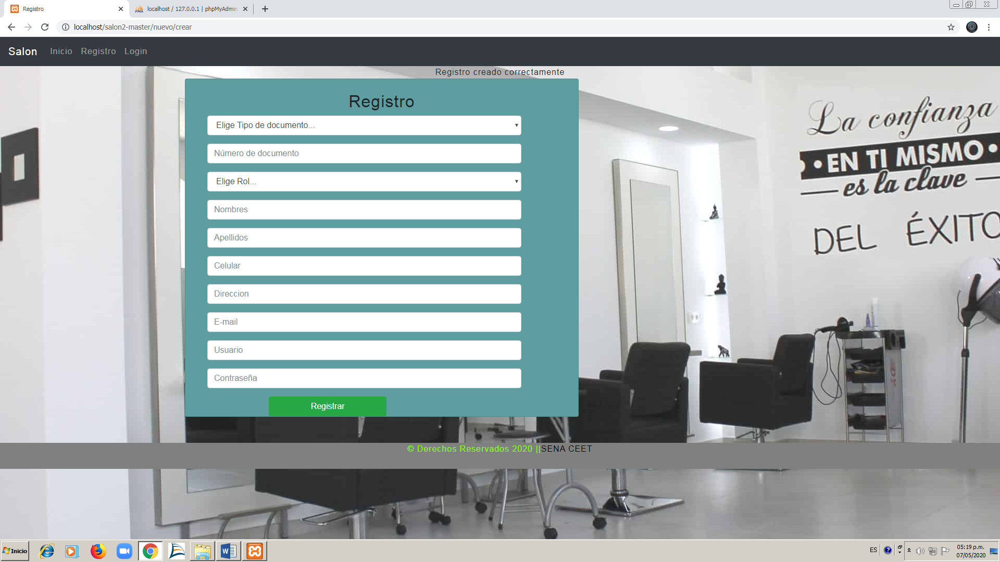 Registro
localhost / 127.0.0.1 | phpMyAdmin
localhost/salon2-master/nuevo/crear
Salon Inicio Registro Login
Registro creado correctamente
Registro
Elige Tipo de documento...
Número de documento
Elige Rol...
Nombres
Apellidos
Celular
Direccion
E-mail
Usuario
Contraseña
Registrar
La confianza
EN TI MISMO
es la clave
DEL ÉXITO
© Derechos Reservados 2020 ||SENA CEET
Inicio
ES
05:19 p.m.
07/05/2020